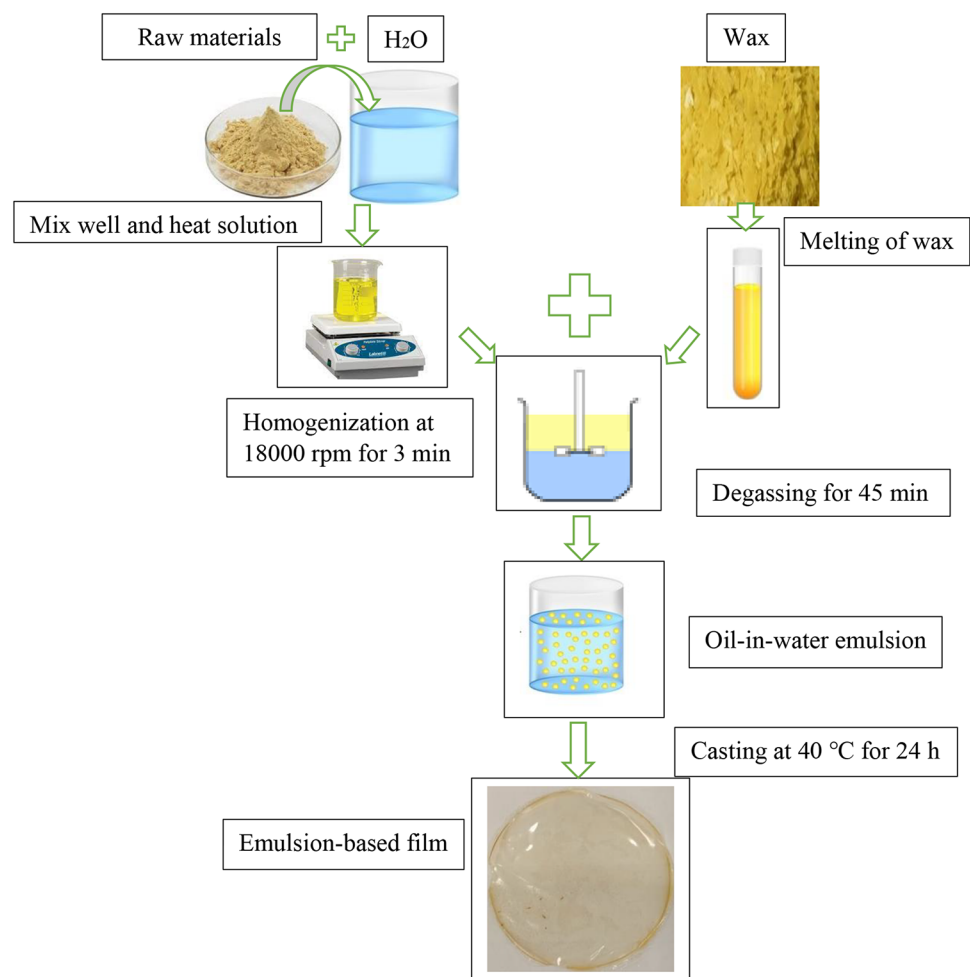 Raw materials
H₂O
Wax
Mix well and heat solution
Melting of wax
Homogenization at
18000 rpm for 3 min
Degassing for 45 min
Oil-in-water emulsion
Casting at 40 ℃ for 24 h
Emulsion-based film